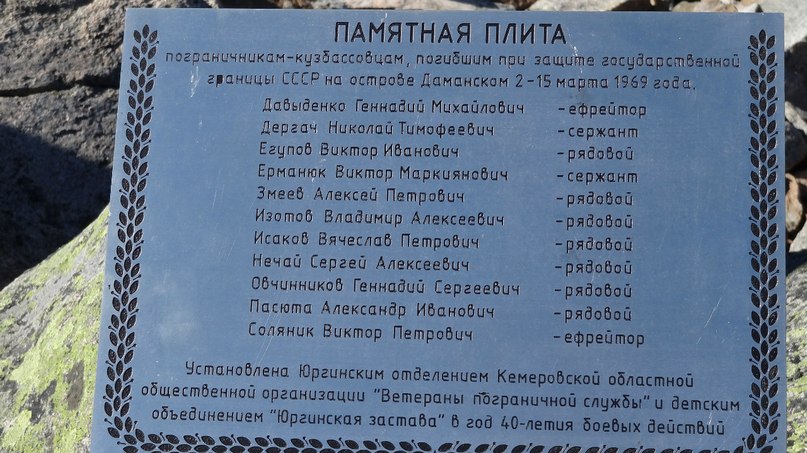 ПАМЯТНАЯ ПЛИТА
пограничникам-кузбассовцам, погибшим при защите государственной
границы СССР на острове Даманском 2-15 марта 1969 года.
Давыденко Геннадий Михайлович -ефрейтор
Дергач Николай Тимофеевич -сержант
Егупов Виктор Иванович -рядовой
Ерманюк Виктор Маркиянович -сержант
Змеев Алексей Петрович -рядовой
Изотов Владимир Алексеевич -рядовой
Исаков Вячеслав Петрович -рядовой
Нечай Сергей Алексеевич -рядовой
Овчинников Геннадий Сергеевич -рядовой
Пасюта Александр Иванович -рядовой
Соляник Виктор Петрович -ефрейтор
Установлена Юргинским отделением Кемеровской областной
общественной организации "Ветераны пограничной службы" и детским
объединением "Юргинская застава" в год 40-летия боевых действий